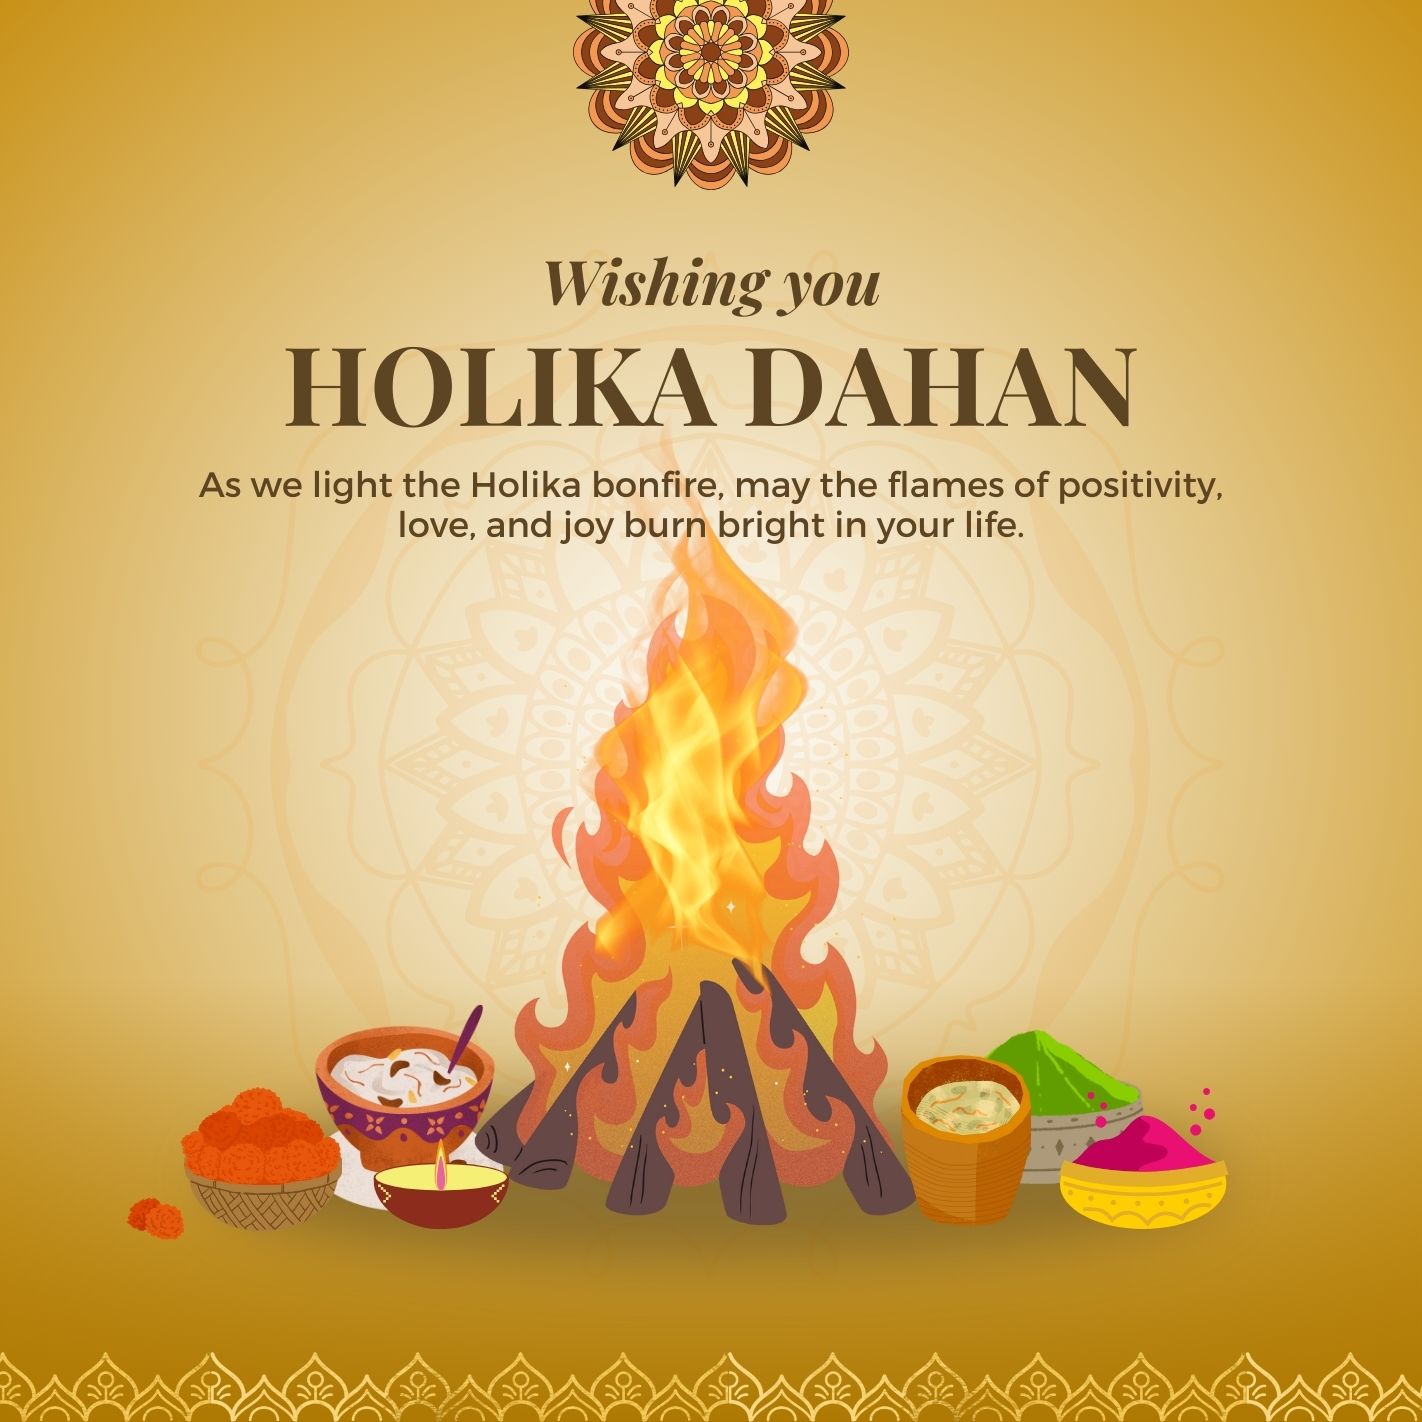 Wishing you
HOLIKA DAHAN
As we light the Holika bonfire, may the flames of positivity,
love, and joy burn bright in your life.